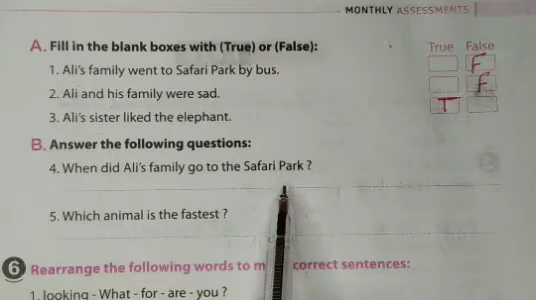 MONTHLY ASSESSMENTS
A. Fill in the blank boxes with (True) or (False): True False
1. Ali's family went to Safari Park by bus. F
2. Ali and his family were sad. F
3. Ali's sister liked the elephant. T
B. Answer the following questions:
4. When did Ali's family go to the Safari Park ?
5. Which animal is the fastest ?
6 Rearrange the following words to m correct sentences:
1. looking - What - for - are - you ?